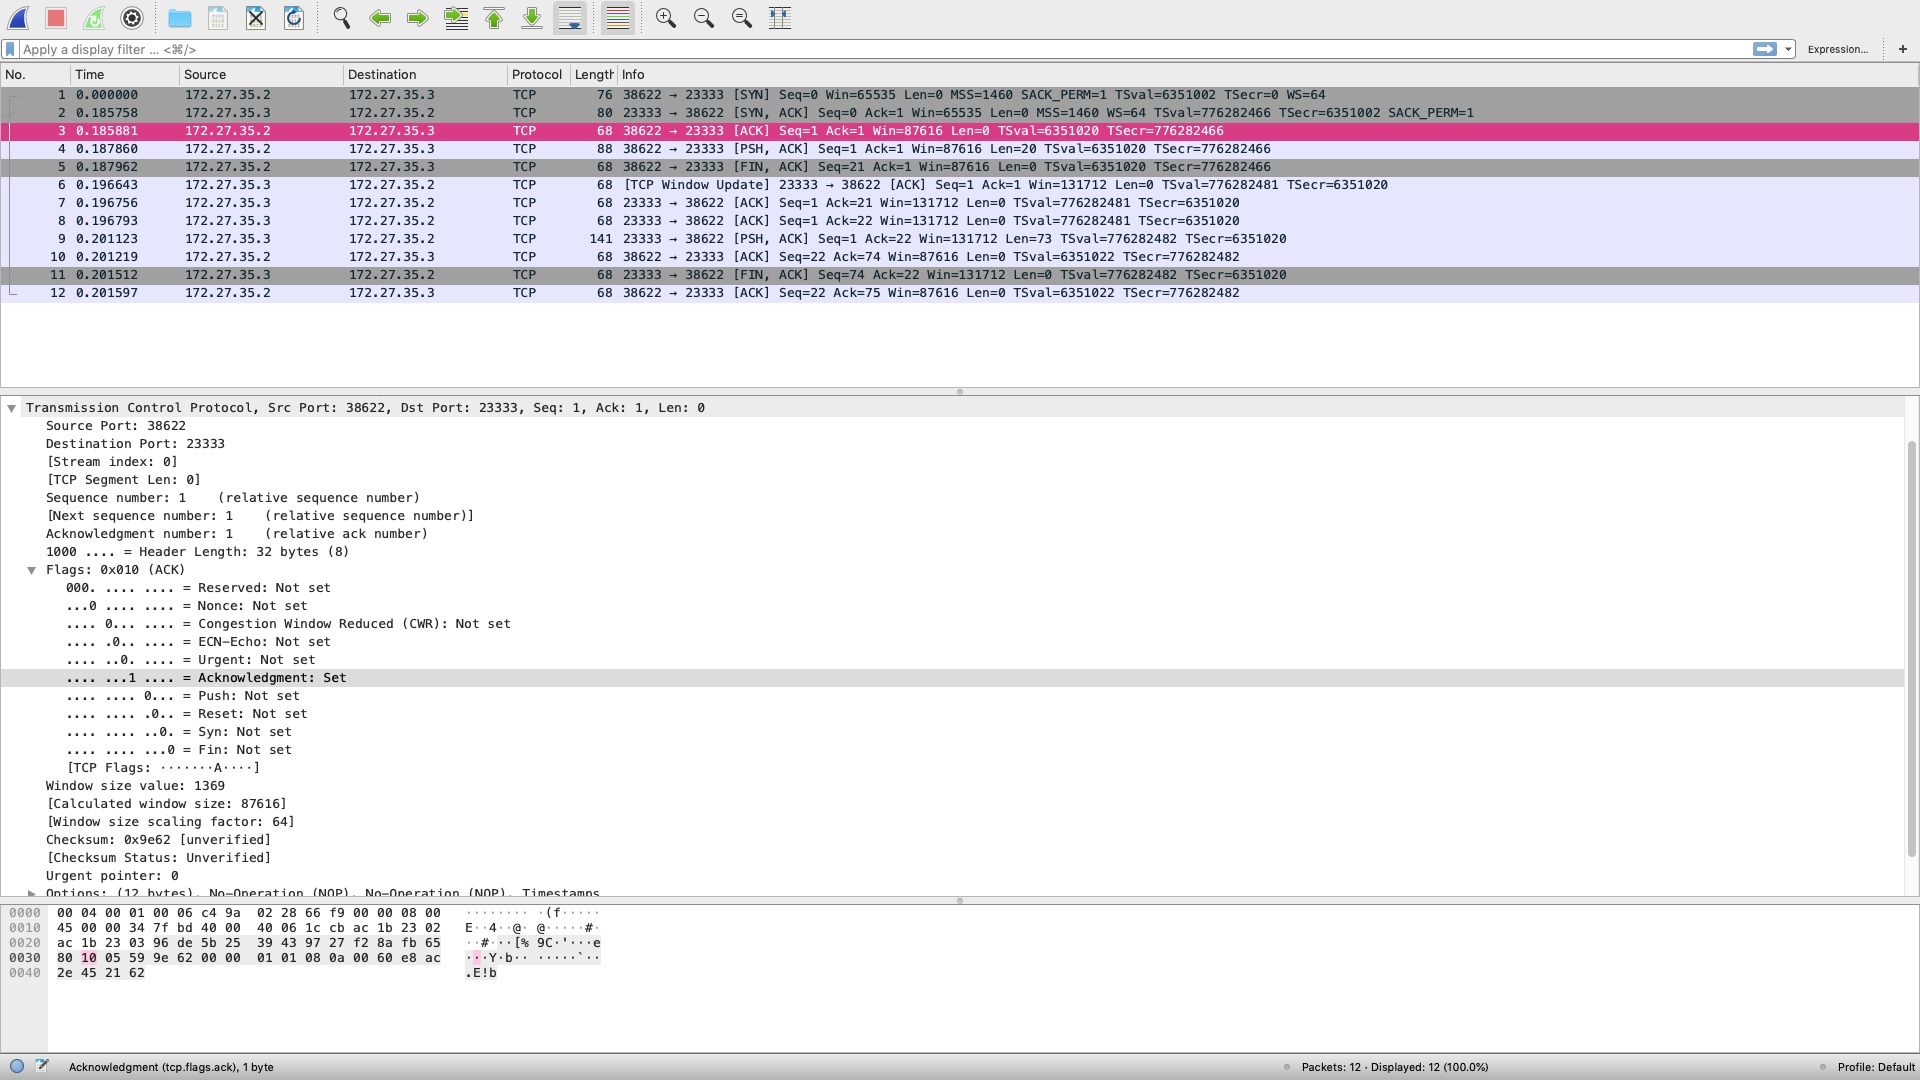 Apply a display filter ... <⌘/>
Expression...
+
No. Time Source Destination Protocol Length Info
1 0.000000 172.27.35.2 172.27.35.3 TCP 76 38622 → 23333 [SYN] Seq=0 Win=65535 Len=0 MSS=1460 SACK_PERM=1 TSval=6351002 TSecr=0 WS=64
2 0.185758 172.27.35.2 172.27.35.3 TCP 80 38622 → 23333 [SYN, ACK] Seq=0 Ack=1 Win=65535 Len=0 MSS=1460 WS=64 TSval=776282466 TSecr=6351002 SACK_PERM=1
3 0.185881 172.27.35.2 172.27.35.3 TCP 68 38622 → 23333 [ACK] Seq=1 Ack=1 Win=87616 Len=0 TSval=6351020 TSecr=776282466
4 0.187860 172.27.35.2 172.27.35.3 TCP 88 38622 → 23333 [PSH, ACK] Seq=1 Ack=1 Win=87616 Len=20 TSval=6351020 TSecr=776282466
5 0.187962 172.27.35.2 172.27.35.3 TCP 68 38622 → 23333 [FIN, ACK] Seq=21 Ack=1 Win=87616 Len=0 TSval=6351020 TSecr=776282466
6 0.196643 172.27.35.3 172.27.35.2 TCP 68 [TCP Window Update] 23333 → 38622 [ACK] Seq=1 Ack=1 Win=131712 Len=0 TSval=776282481 TSecr=6351020
7 0.196756 172.27.35.3 172.27.35.2 TCP 68 23333 → 38622 [ACK] Seq=1 Ack=21 Win=131712 Len=0 TSval=776282481 TSecr=6351020
8 0.196793 172.27.35.3 172.27.35.2 TCP 68 23333 → 38622 [ACK] Seq=1 Ack=22 Win=131712 Len=0 TSval=776282481 TSecr=6351020
9 0.201123 172.27.35.3 172.27.35.2 TCP 141 23333 → 38622 [PSH, ACK] Seq=1 Ack=22 Win=131712 Len=73 TSval=776282482 TSecr=6351020
10 0.201219 172.27.35.2 172.27.35.3 TCP 68 38622 → 23333 [ACK] Seq=22 Ack=74 Win=87616 Len=0 TSval=6351022 TSecr=776282482
11 0.201512 172.27.35.3 172.27.35.2 TCP 68 23333 → 38622 [FIN, ACK] Seq=74 Ack=22 Win=131712 Len=0 TSval=776282482 TSecr=6351020
12 0.201597 172.27.35.2 172.27.35.3 TCP 68 38622 → 23333 [ACK] Seq=22 Ack=75 Win=87616 Len=0 TSval=6351022 TSecr=776282482
Transmission Control Protocol, Src Port: 38622, Dst Port: 23333, Seq: 1, Ack: 1, Len: 0
Source Port: 38622
Destination Port: 23333
[Stream index: 0]
[TCP Segment Len: 0]
Sequence number: 1 (relative sequence number)
[Next sequence number: 1 (relative sequence number)]
Acknowledgment number: 1 (relative ack number)
1000 .... = Header Length: 32 bytes (8)
Flags: 0x010 (ACK)
000. .... .... = Reserved: Not set
...0 .... .... = Nonce: Not set
.... 0... .... = Congestion Window Reduced (CWR): Not set
.... .0.. .... = ECN-Echo: Not set
.... ..0. .... = Urgent: Not set
.... ...1 .... = Acknowledgment: Set
.... .... 0... = Push: Not set
.... .... .0.. = Reset: Not set
.... .... ..0. = Syn: Not set
.... .... ...0 = Fin: Not set
[TCP Flags: ·······A····]
Window size value: 1369
[Calculated window size: 87616]
[Window size scaling factor: 64]
Checksum: 0x9e62 [unverified]
[Checksum Status: Unverified]
Urgent pointer: 0
Options: (12 bytes), No-Operation (NOP), No-Operation (NOP), Timestamps
0000 00 04 00 01 00 06 c4 9a 02 28 66 f9 00 00 08 00 ········ ·(f·····
0010 45 00 00 34 7f bd 40 00 40 06 1c cb ac 1b 23 02 E··4··@· @·····#·
0020 ac 1b 23 03 96 de 5b 25 39 43 97 27 f2 8a fb 65 ··#···[% 9C·'···e
0030 80 10 05 59 9e 62 00 00 01 01 08 0a 00 60 e8 ac ···Y·b·· ·····`··
0040 2e 45 21 62 .E!b
Acknowledgment (tcp.flags.ack), 1 byte
Packets: 12 · Displayed: 12 (100.0%)
Profile: Default